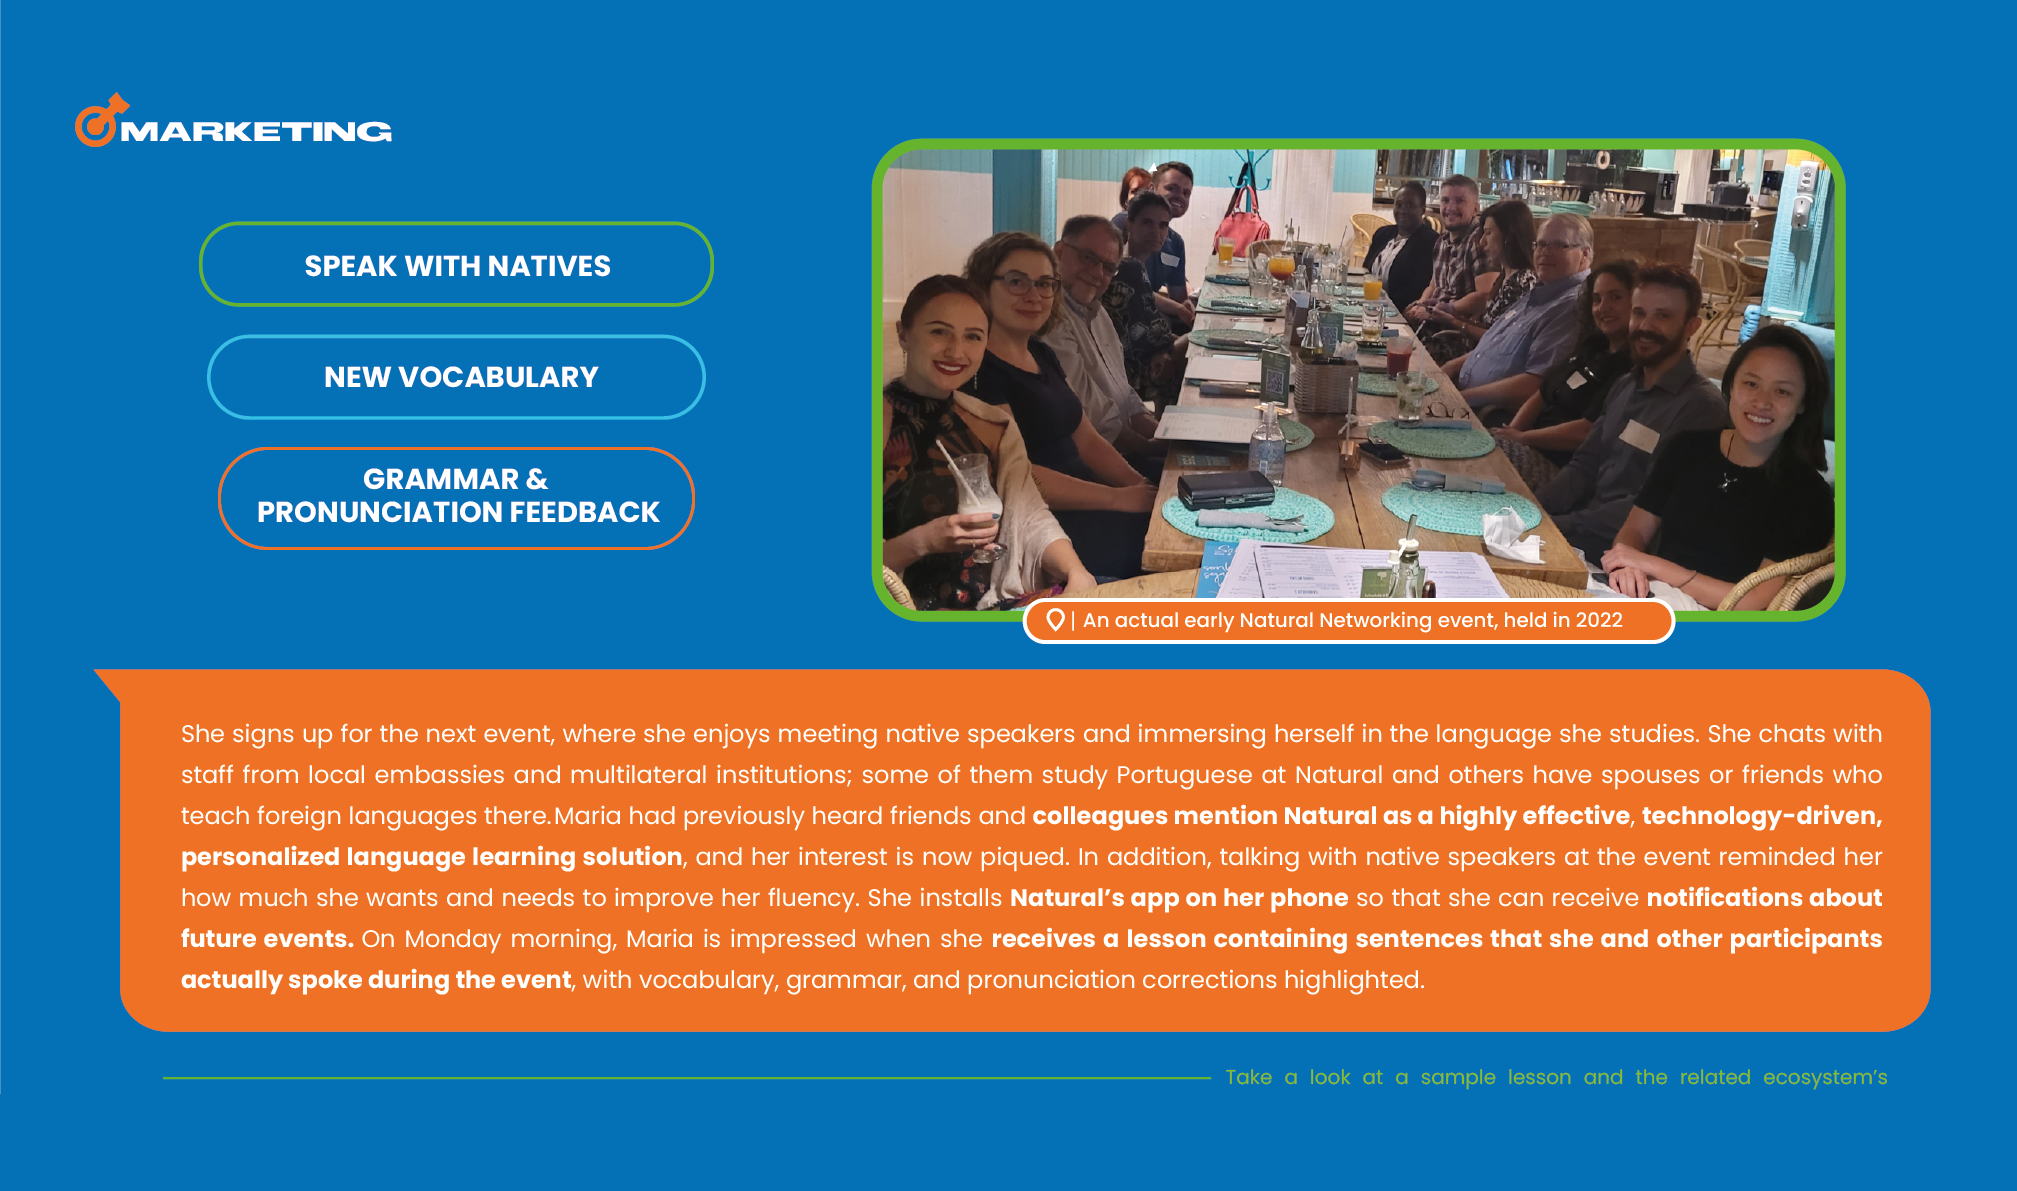 MARKETING
SPEAK WITH NATIVES
NEW VOCABULARY
GRAMMAR &
PRONUNCIATION FEEDBACK
| An actual early Natural Networking event, held in 2022
She signs up for the next event, where she enjoys meeting native speakers and immersing herself in the language she studies. She chats with
staff from local embassies and multilateral institutions; some of them study Portuguese at Natural and others have spouses or friends who
teach foreign languages there. Maria had previously heard friends and colleagues mention Natural as a highly effective, technology-driven,
personalized language learning solution, and her interest is now piqued. In addition, talking with native speakers at the event reminded her
how much she wants and needs to improve her fluency. She installs Natural’s app on her phone so that she can receive notifications about
future events. On Monday morning, Maria is impressed when she receives a lesson containing sentences that she and other participants
actually spoke during the event, with vocabulary, grammar, and pronunciation corrections highlighted.
Take a look at a sample lesson and the related ecosystem’s